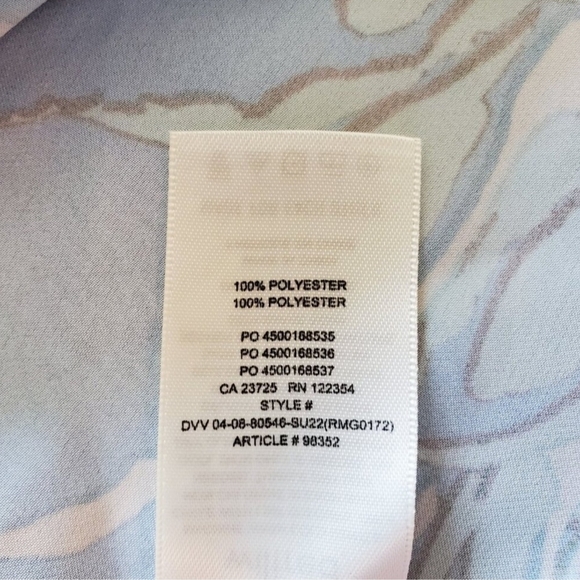 100% POLYESTER
100% POLYESTER
PO 4500168535
PO 4500168536
PO 4500168537
CA 23725 RN 122354
STYLE #
DVV 04-08-80546-SU22(RMG0172)
ARTICLE # 98352